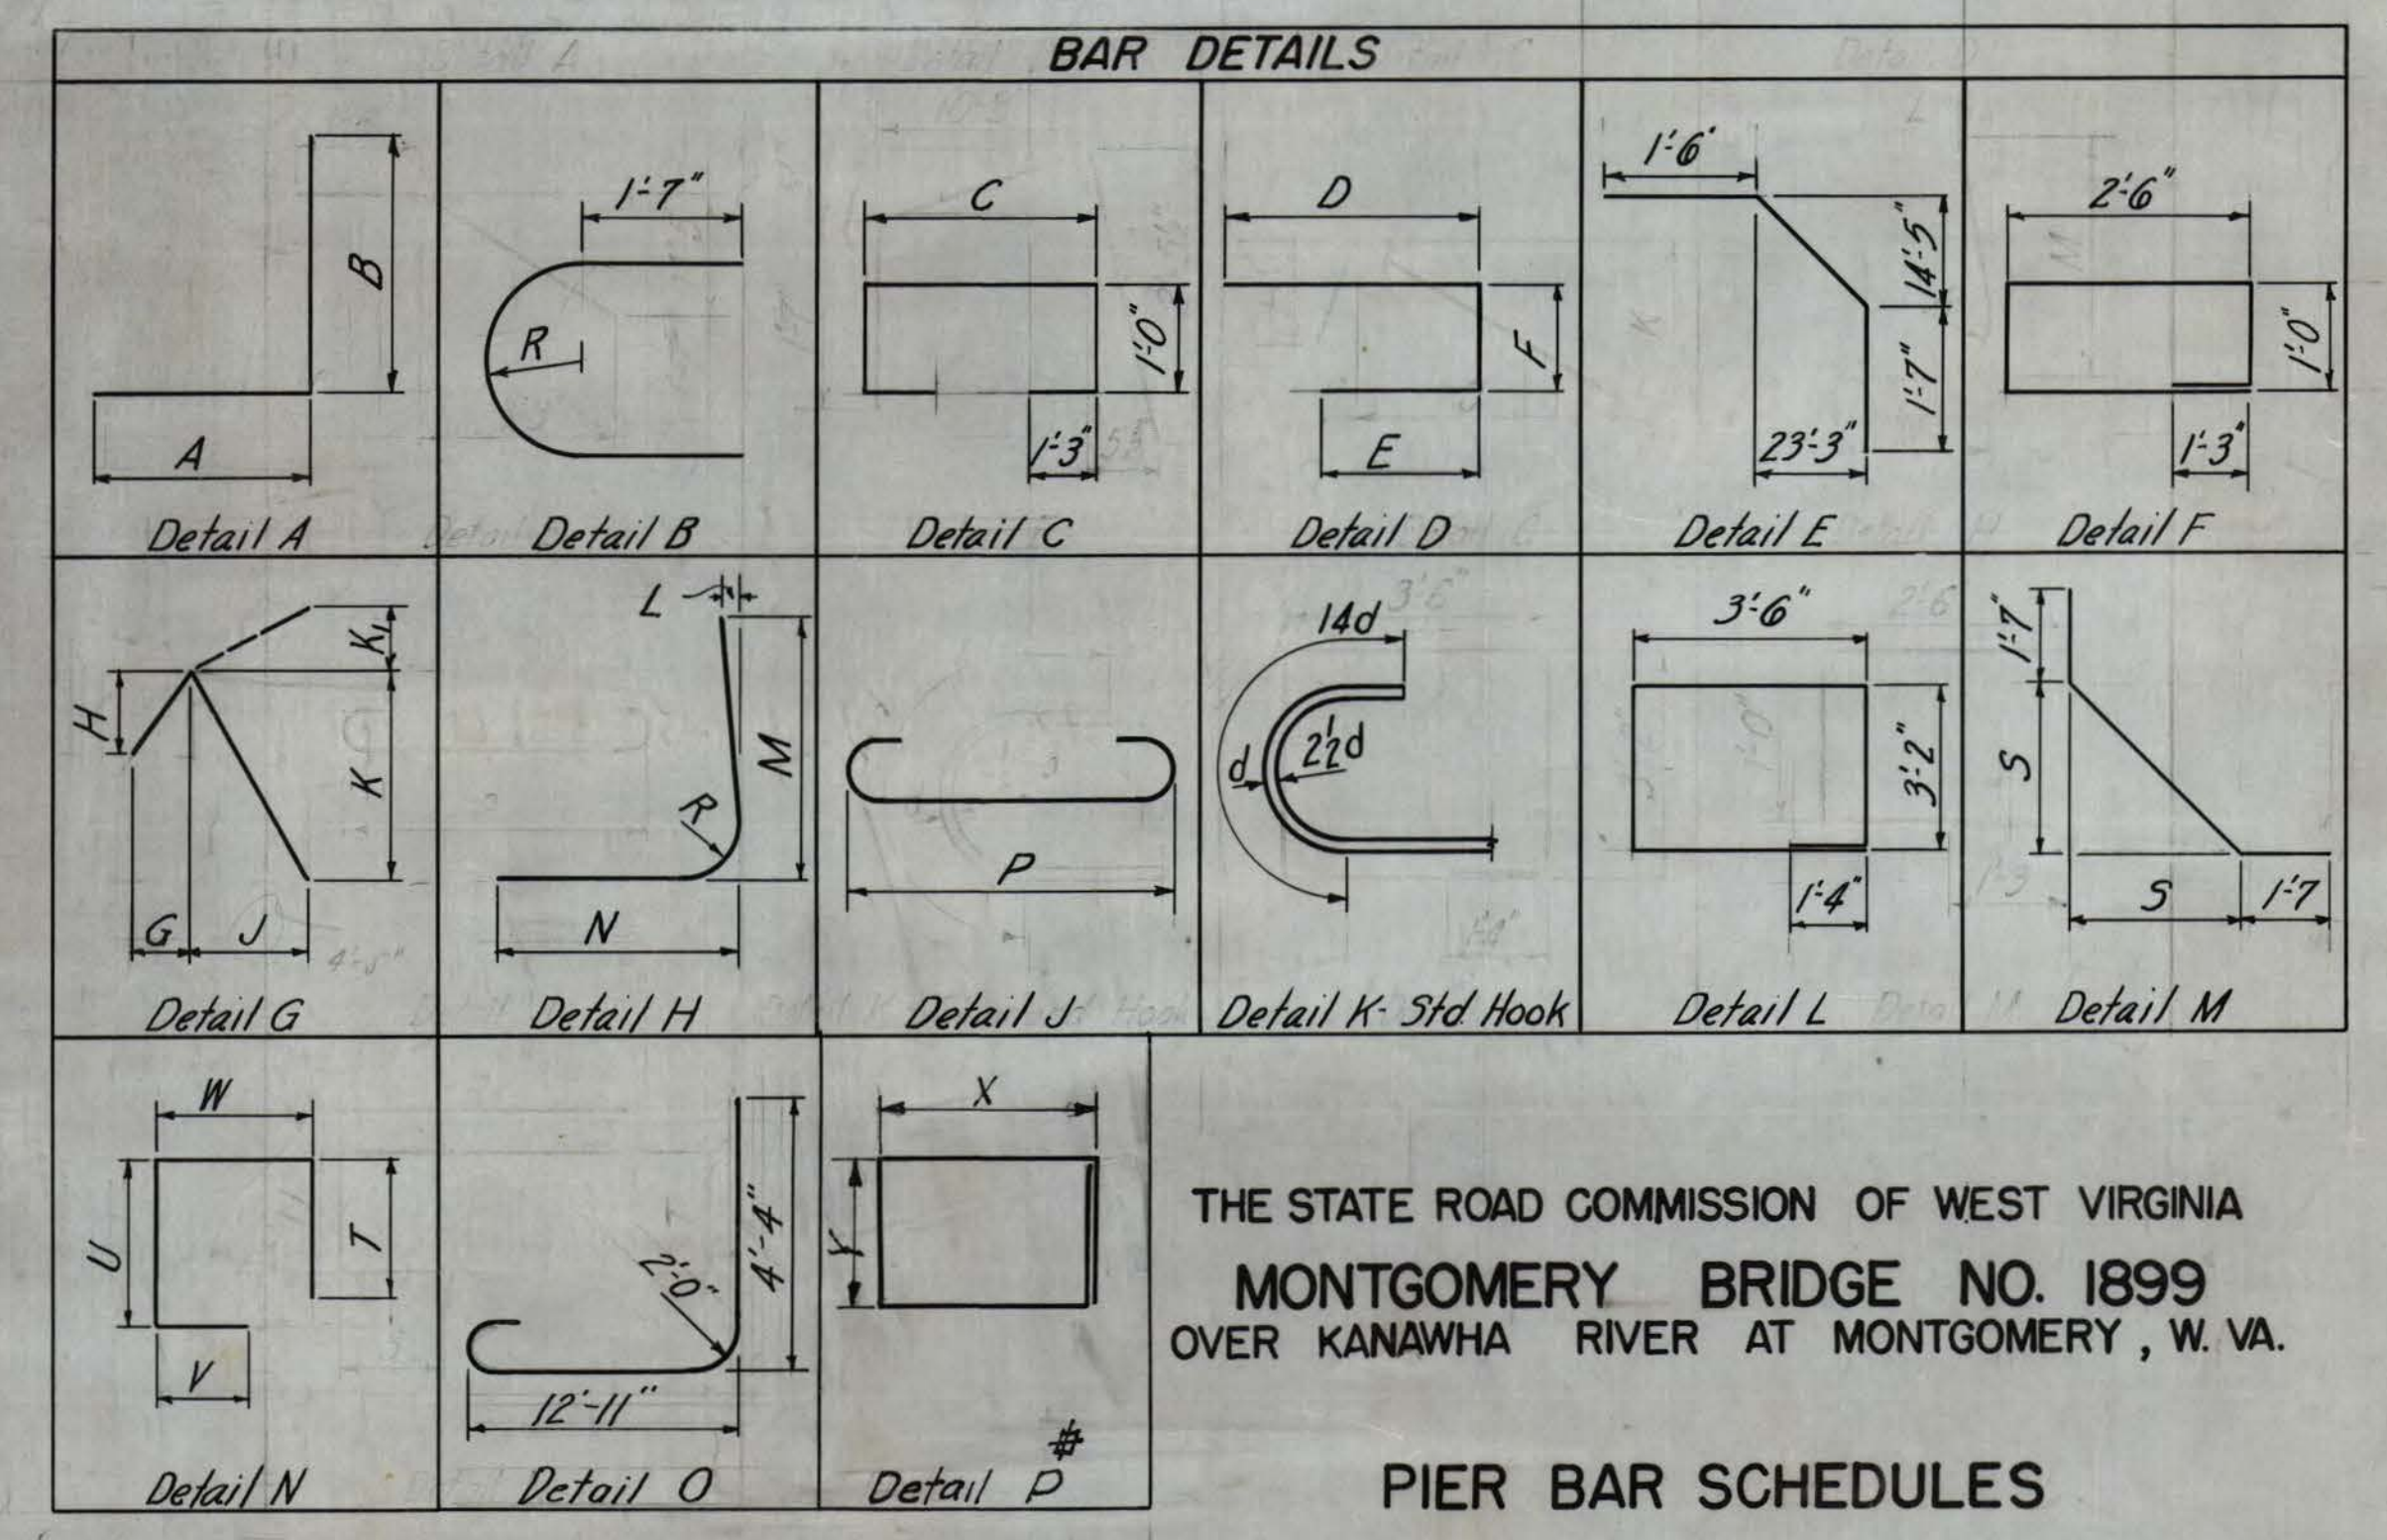 BAR DETAILS
A
B
Detail A
1'-7"
R
Detail B
C
1'-0"
1'-3"
Detail C
D
F
E
Detail D
1'-6"
14'-5"
1'-7"
23'-3"
Detail E
2'-6"
1'-0"
1'-3"
Detail F
K₁
H
K
G
J
Detail G
L
M
R
N
Detail H
P
Detail J
14d
d
2½d
Detail K- Std. Hook
3'-6"
3'-2"
1'-4"
Detail L
1'-7"
S
S
1'-7
Detail M
W
U
T
V
Detail N
4'-4"
2'-0"
12'-11"
Detail O
X
Y
#
Detail P
THE STATE ROAD COMMISSION OF WEST VIRGINIA
MONTGOMERY BRIDGE NO. 1899
OVER KANAWHA RIVER AT MONTGOMERY, W. VA.
PIER BAR SCHEDULES